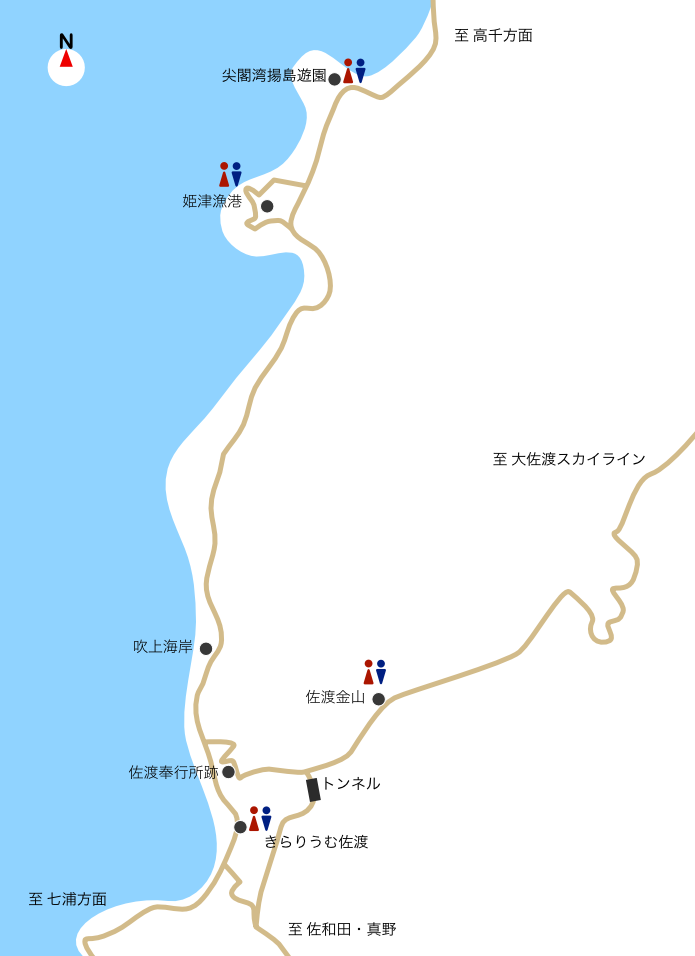 至 高千方面
N
尖閣湾揚島遊園
姫津漁港
至 大佐渡スカイライン
吹上海岸
佐渡金山
佐渡奉行所跡
トンネル
きらりうむ佐渡
至 七浦方面
至 佐和田・真野